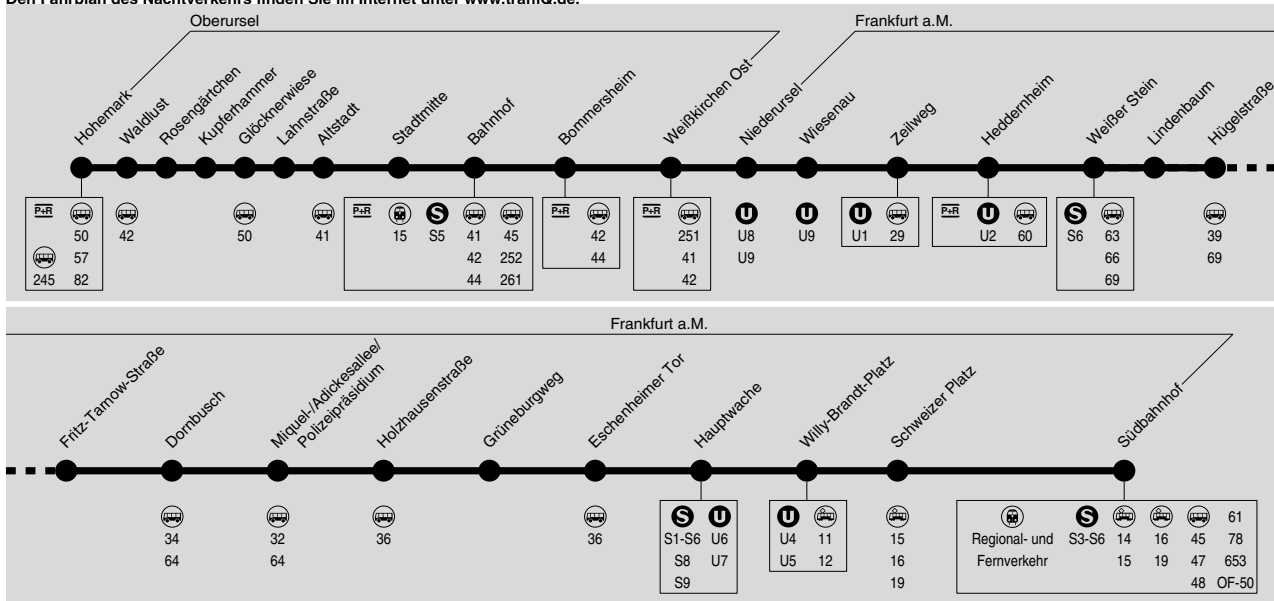 Den Fahrplan des Nachtverkehrs finden Sie im Internet unter www.traffiQ.de.
Oberursel
Frankfurt a.M.
Hohemark
Waldlust
Rosengärtchen
Kupferhammer
Glöcknerwiese
Lahnstraße
Altstadt
Stadtmitte
Bahnhof
Bommersheim
Weißkirchen Ost
Niederursel
Wiesenau
Zeilweg
Heddernheim
Weißer Stein
Lindenbaum
Hügelstraße
P+R P+R S P+R P+R U U U P+R U S
50 42 50 41 15 S5 41 45 42 251 U8 U9 U1 29 U2 60 S6 63 39
57 42 252 44 41 U9 66 69
245 82 44 261 42 69
Frankfurt a.M.
Fritz-Tarnow-Straße
Dornbusch
Miquel-/Adickesallee/
Polizeipräsidium
Holzhausenstraße
Grüneburgweg
Eschenheimer Tor
Hauptwache
Willy-Brandt-Platz
Schweizer Platz
Südbahnhof
S U U S 61
34 32 36 36 S1-S6 U6 U4 11 15 Regional- und S3-S6 14 16 45 78
64 64 S8 U7 U5 12 16 Fernverkehr 15 19 47 653
S9 19 48 OF-50